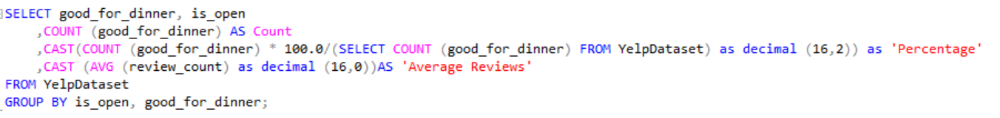 SELECT good_for_dinner, is_open
,COUNT (good_for_dinner) AS Count
,CAST(COUNT (good_for_dinner) * 100.0/(SELECT COUNT (good_for_dinner) FROM YelpDataset) as decimal (16,2)) as 'Percentage'
,CAST (AVG (review_count) as decimal (16,0))AS 'Average Reviews'
FROM YelpDataset
GROUP BY is_open, good_for_dinner;